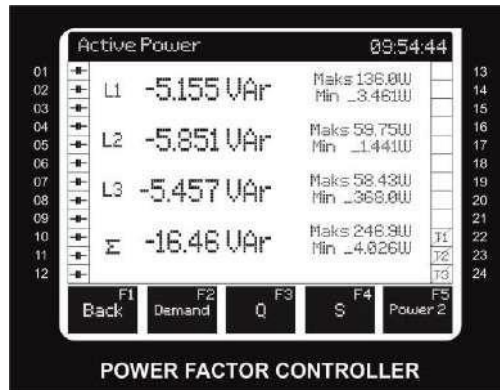 Active Power 09:54:44
01
02
03
04
05
06
07
08
09
10
11
12
L1 -5.155 VAr Maks 136.0W
Min _3.461W
L2 -5.851 VAr Maks 59.75W
Min _1.441W
L3 -5.457 VAr Maks 58.43W
Min _368.0W
Σ -16.46 VAr Maks 246.9W
Min _4.026W
T1
T2
T3
13
14
15
16
17
18
19
20
21
22
23
24
F1 F2 F3 F4 F5
Back Demand Q S Power 2
POWER FACTOR CONTROLLER